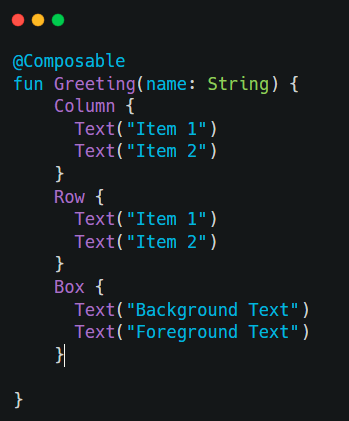 @Composable
fun Greeting(name: String) {
    Column {
      Text("Item 1")
      Text("Item 2")
    }
    Row {
      Text("Item 1")
      Text("Item 2")
    }
    Box {
      Text("Background Text")
      Text("Foreground Text")
    }
}